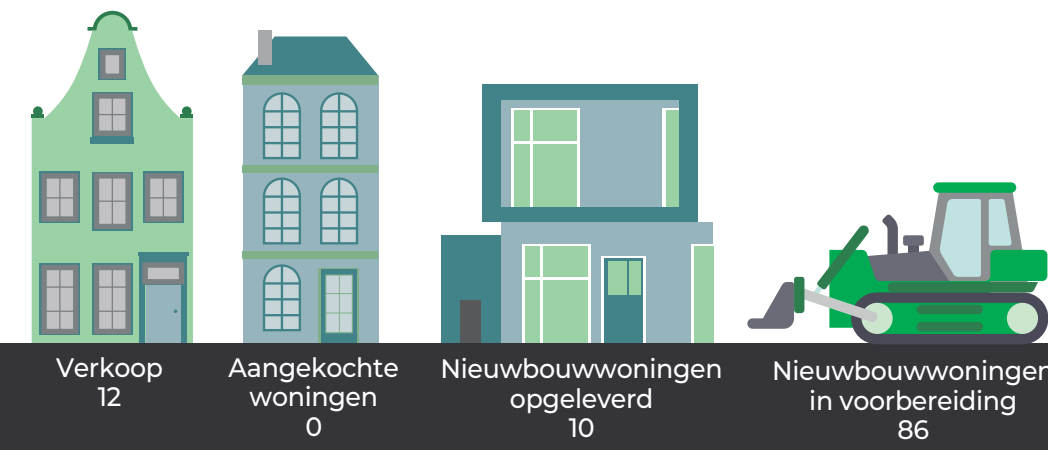 Verkoop
12
Aangekochte
woningen
0
Nieuwbouwwoningen
opgeleverd
10
Nieuwbouwwoningen
in voorbereiding
86